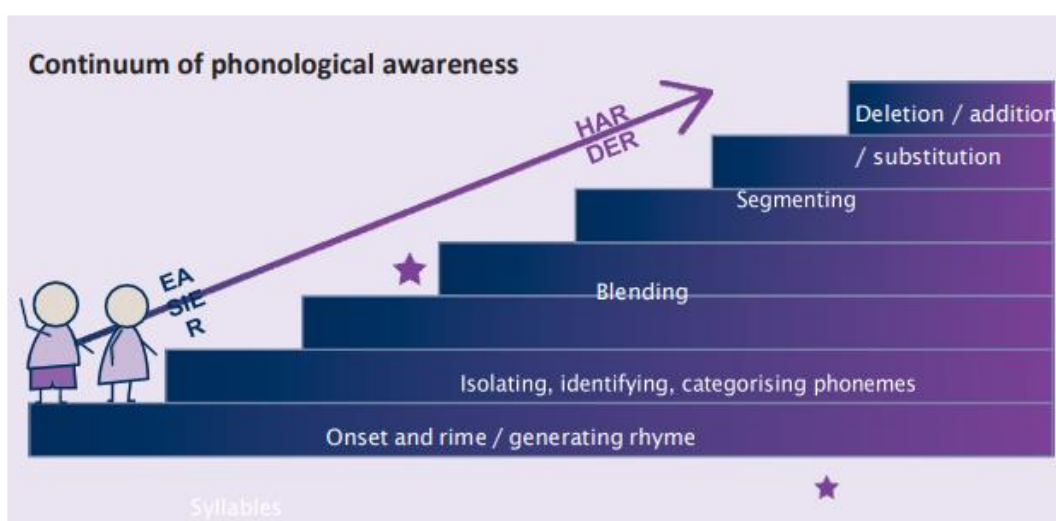 Continuum of phonological awareness
HAR
DER
Deletion / addition
/ substitution
Segmenting
EA
SIE
R
Blending
Isolating, identifying, categorising phonemes
Onset and rime / generating rhyme
Syllables